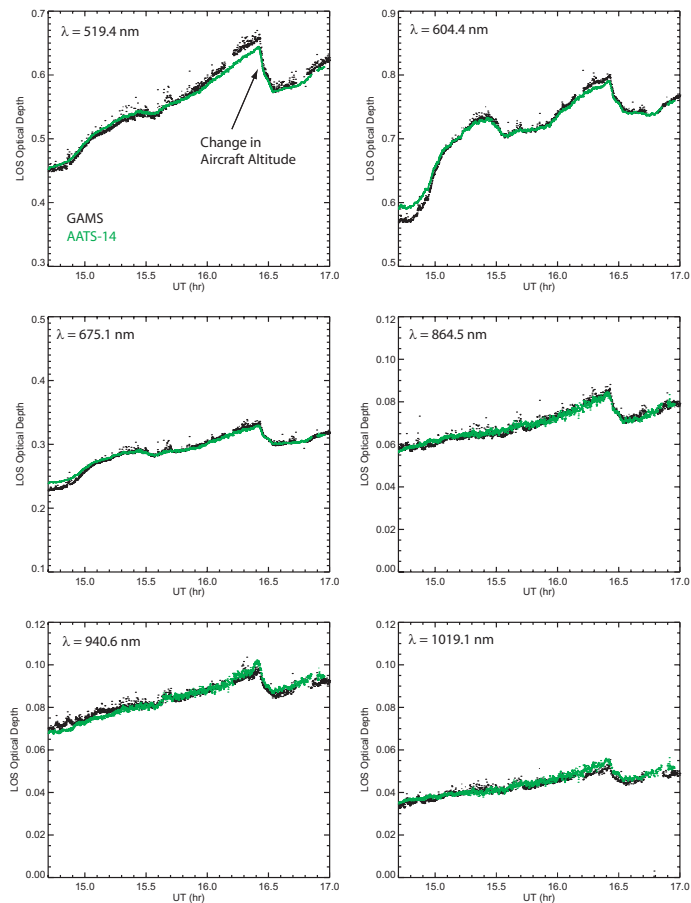 0.7
λ = 519.4 nm
0.6
0.5
0.4
0.3
LOS Optical Depth
Change in
Aircraft Altitude
GAMS
AATS-14
15.0 15.5 16.0 16.5 17.0
UT (hr)
0.9
λ = 604.4 nm
0.8
0.7
0.6
0.5
LOS Optical Depth
15.0 15.5 16.0 16.5 17.0
UT (hr)
0.5
λ = 675.1 nm
0.4
0.3
0.2
0.1
LOS Optical Depth
15.0 15.5 16.0 16.5 17.0
UT (hr)
0.12
λ = 864.5 nm
0.10
0.08
0.06
0.04
0.02
0.00
LOS Optical Depth
15.0 15.5 16.0 16.5 17.0
UT (hr)
0.12
λ = 940.6 nm
0.10
0.08
0.06
0.04
0.02
0.00
LOS Optical Depth
15.0 15.5 16.0 16.5 17.0
UT (hr)
0.12
λ = 1019.1 nm
0.10
0.08
0.06
0.04
0.02
0.00
LOS Optical Depth
15.0 15.5 16.0 16.5 17.0
UT (hr)